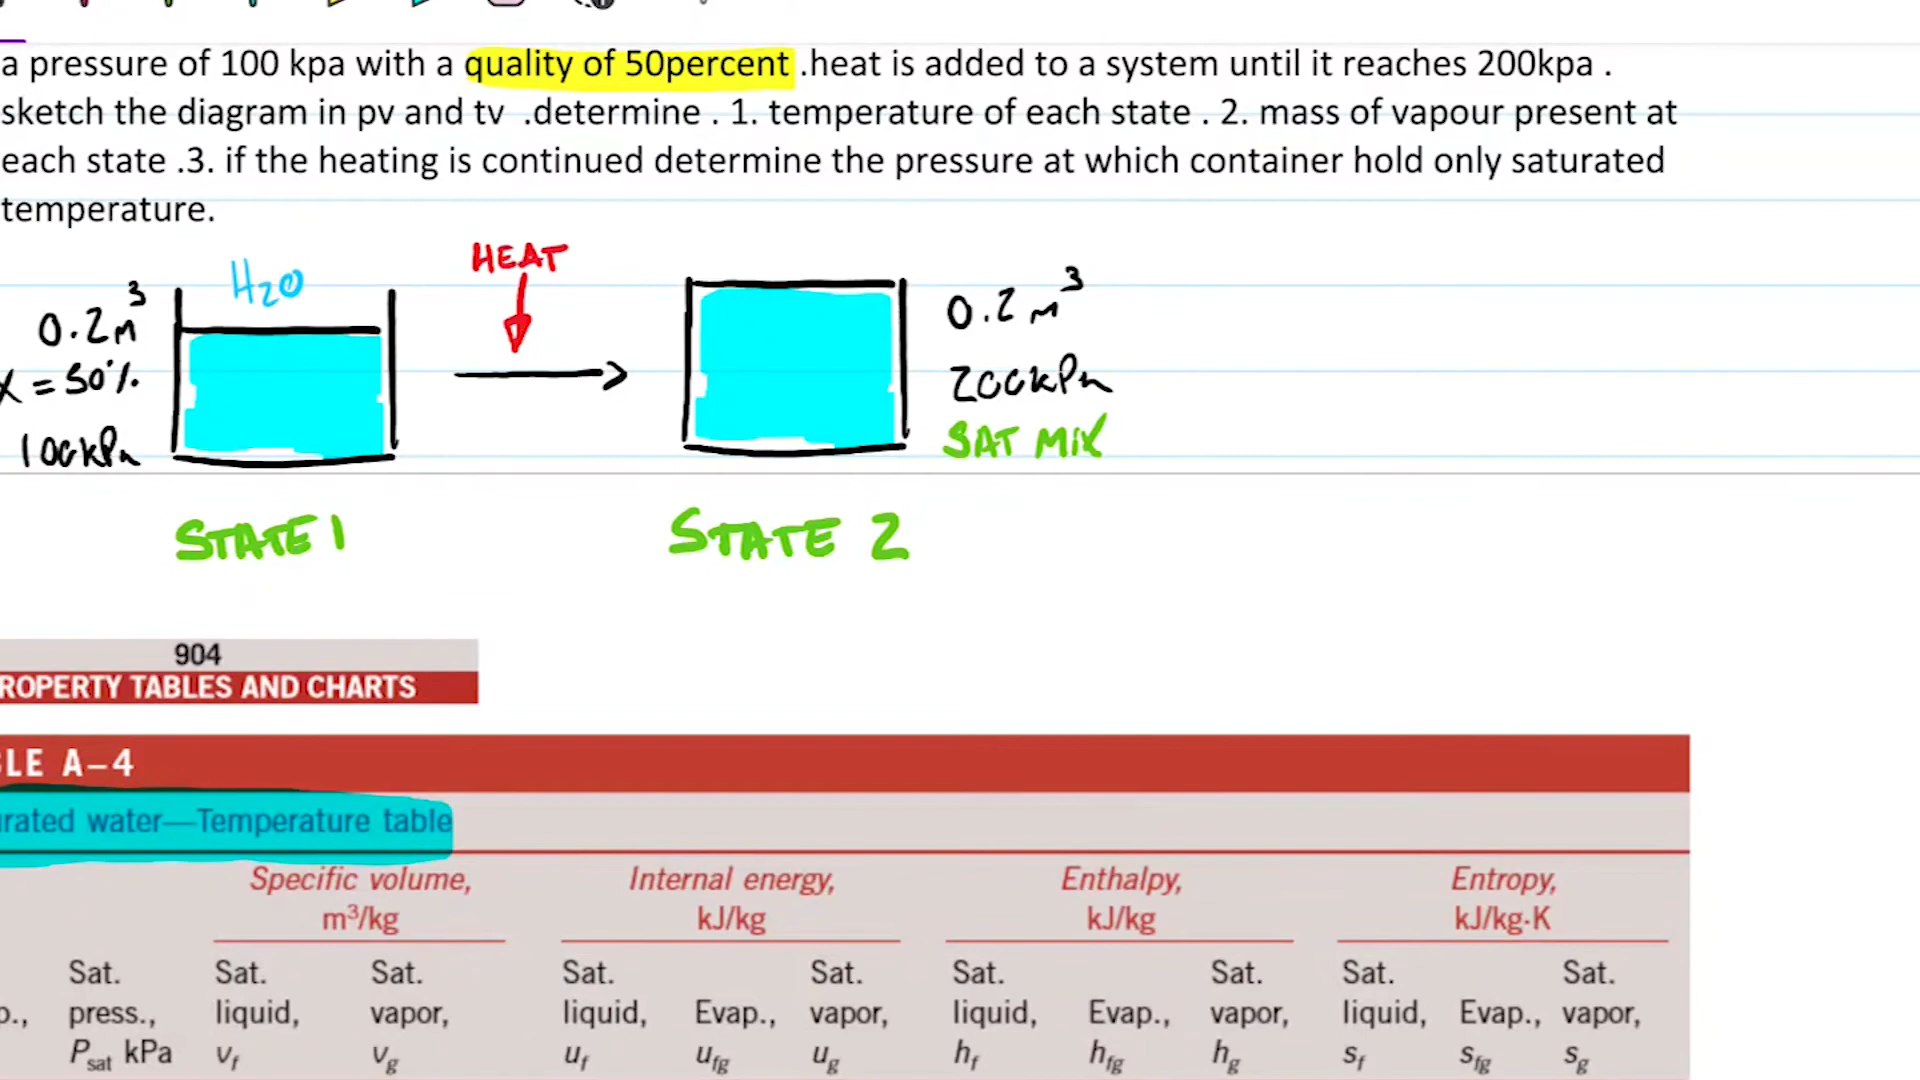 a pressure of 100 kpa with a quality of 50percent .heat is added to a system until it reaches 200kpa .
sketch the diagram in pv and tv .determine . 1. temperature of each state . 2. mass of vapour present at
each state .3. if the heating is continued determine the pressure at which container hold only saturated
temperature.
H2O
HEAT
0.2m³
0.2m³
X = 50%
200kPa
100kPa
SAT MIX
STATE 1
STATE 2
904
ROPERTY TABLES AND CHARTS
LE A–4
rated water—Temperature table
Specific volume, Internal energy, Enthalpy, Entropy,
m³/kg kJ/kg kJ/kg kJ/kg·K
Sat. Sat. Sat. Sat. Sat. Sat. Sat. Sat.
p., press., liquid, vapor, liquid, Evap., vapor, liquid, Evap., vapor, liquid, Evap., vapor,
Psat kPa vf vg uf ufg ug hf hfg hg sf sfg sg